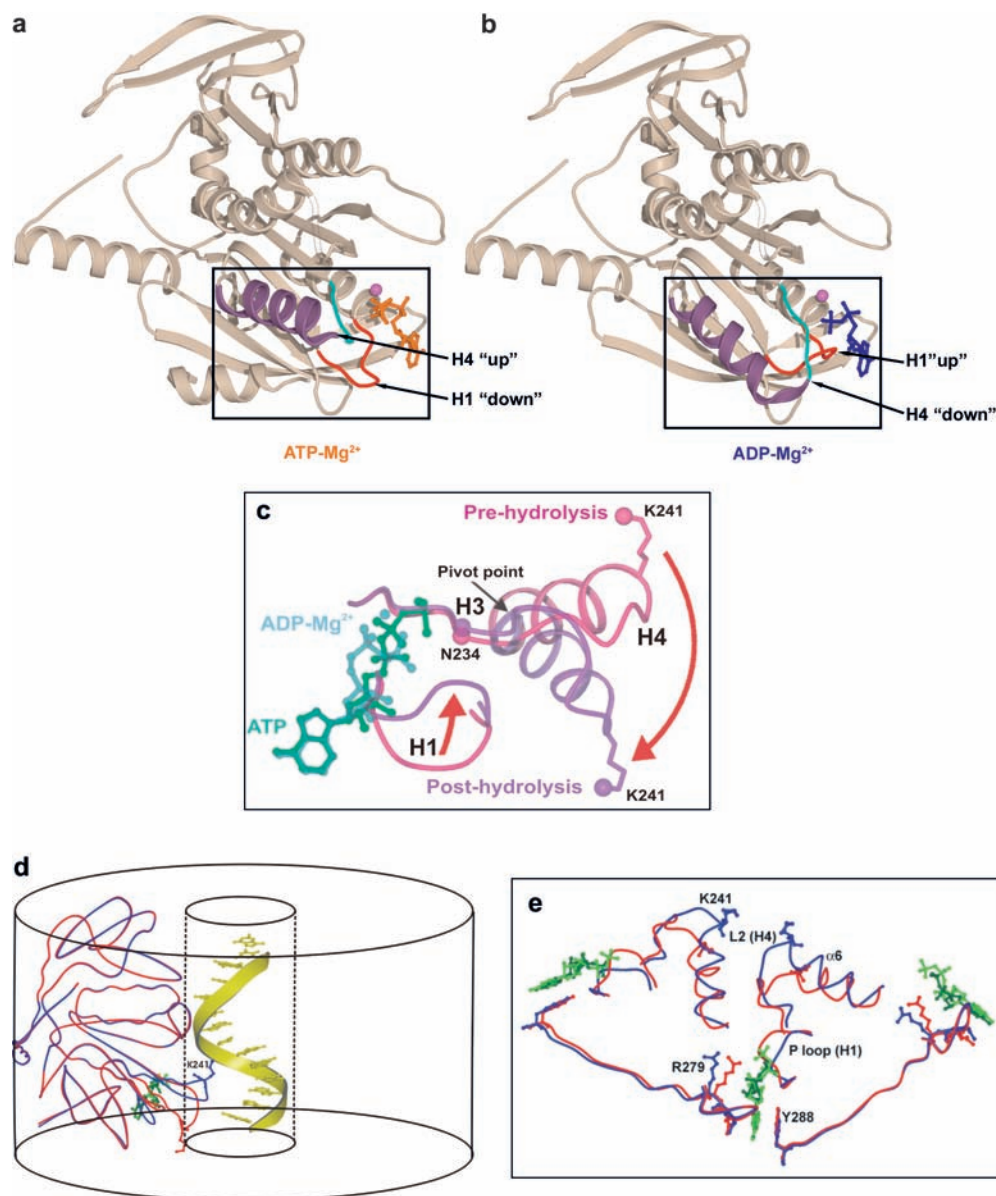 a
b
H4 "up"
H1 "down"
H1"up"
H4 "down"
ATP-Mg²⁺
ADP-Mg²⁺
c
Pre-hydrolysis
K241
Pivot point
H3
ADP-Mg²⁺
H4
N234
ATP
H1
Post-hydrolysis
K241
d
K241
e
K241
L2 (H4)
α6
P loop (H1)
R279
Y288